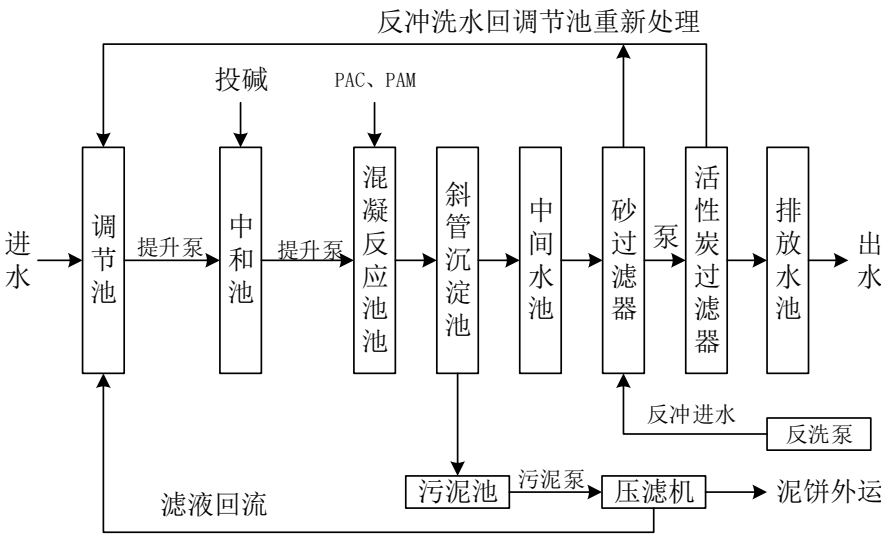 反冲洗水回调节池重新处理
投碱
PAC、PAM
进水
调节池
提升泵
中和池
提升泵
混凝反应池池
斜管沉淀池
中间水池
砂过滤器
泵
活性炭过滤器
排放水池
出水
反冲进水
反洗泵
污泥池
污泥泵
压滤机
泥饼外运
滤液回流